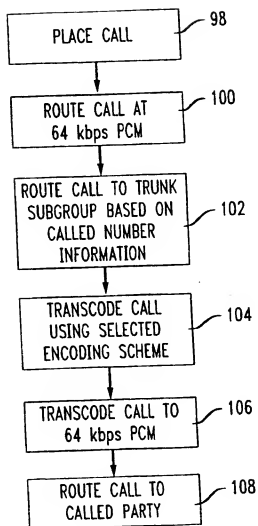 PLACE CALL
98
ROUTE CALL AT
64 kbps PCM
100
ROUTE CALL TO TRUNK
SUBGROUP BASED ON
CALLED NUMBER
INFORMATION
102
TRANSCODE CALL
USING SELECTED
ENCODING SCHEME
104
TRANSCODE CALL TO
64 kbps PCM
106
ROUTE CALL TO
CALLED PARTY
108